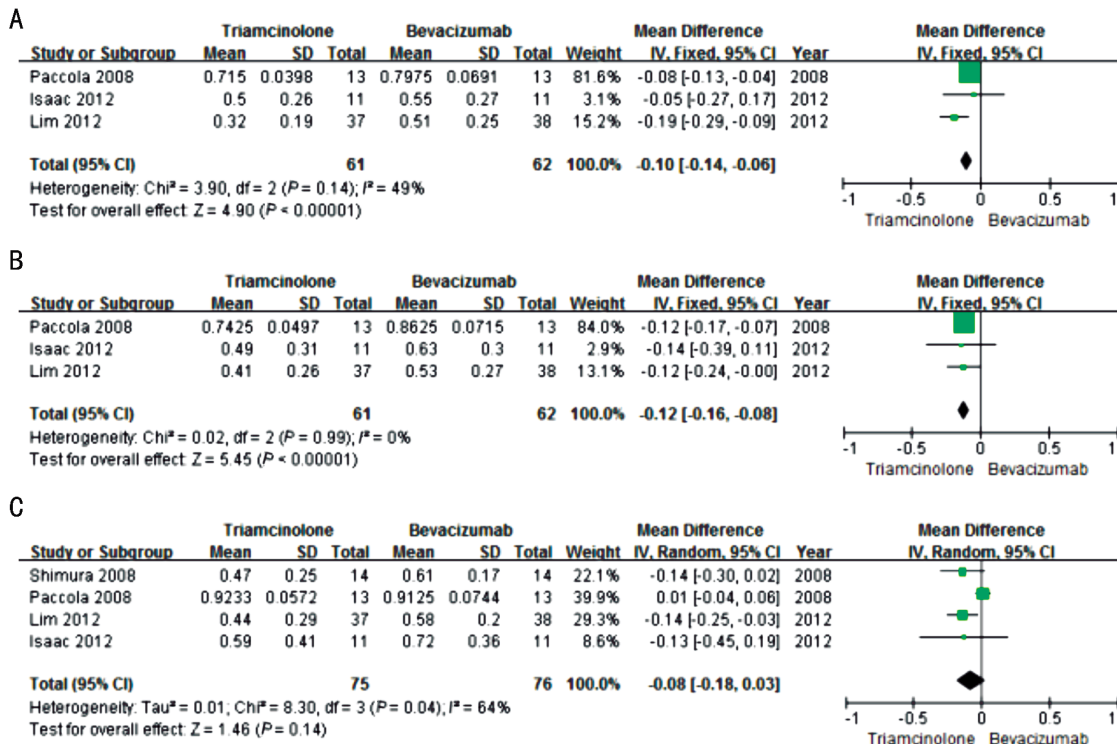 A
Triamcinolone Bevacizumab Mean Difference Mean Difference
Study or Subgroup Mean SD Total Mean SD Total Weight IV, Fixed, 95% CI Year IV, Fixed, 95% CI
Paccola 2008 0.715 0.0398 13 0.7975 0.0691 13 81.6% -0.08 [-0.13, -0.04] 2008
Isaac 2012 0.5 0.26 11 0.55 0.27 11 3.1% -0.05 [-0.27, 0.17] 2012
Lim 2012 0.32 0.19 37 0.51 0.25 38 15.2% -0.19 [-0.29, -0.09] 2012
Total (95% CI) 61 62 100.0% -0.10 [-0.14, -0.06]
Heterogeneity: Chi² = 3.90, df = 2 (P = 0.14); I² = 49%
Test for overall effect: Z = 4.90 (P < 0.00001)
-1 -0.5 0 0.5 1
Triamcinolone Bevacizumab
B
Triamcinolone Bevacizumab Mean Difference Mean Difference
Study or Subgroup Mean SD Total Mean SD Total Weight IV, Fixed, 95% CI Year IV, Fixed, 95% CI
Paccola 2008 0.7425 0.0497 13 0.8625 0.0715 13 84.0% -0.12 [-0.17, -0.07] 2008
Isaac 2012 0.49 0.31 11 0.63 0.3 11 2.9% -0.14 [-0.39, 0.11] 2012
Lim 2012 0.41 0.26 37 0.53 0.27 38 13.1% -0.12 [-0.24, -0.00] 2012
Total (95% CI) 61 62 100.0% -0.12 [-0.16, -0.08]
Heterogeneity: Chi² = 0.02, df = 2 (P = 0.99); I² = 0%
Test for overall effect: Z = 5.45 (P < 0.00001)
-1 -0.5 0 0.5 1
Triamcinolone Bevacizumab
C
Triamcinolone Bevacizumab Mean Difference Mean Difference
Study or Subgroup Mean SD Total Mean SD Total Weight IV, Random, 95% CI Year IV, Random, 95% CI
Shimura 2008 0.47 0.25 14 0.61 0.17 14 22.1% -0.14 [-0.30, 0.02] 2008
Paccola 2008 0.9233 0.0572 13 0.9125 0.0744 13 39.9% 0.01 [-0.04, 0.06] 2008
Lim 2012 0.44 0.29 37 0.58 0.2 38 29.3% -0.14 [-0.25, -0.03] 2012
Isaac 2012 0.59 0.41 11 0.72 0.36 11 8.6% -0.13 [-0.45, 0.19] 2012
Total (95% CI) 75 76 100.0% -0.08 [-0.18, 0.03]
Heterogeneity: Tau² = 0.01; Chi² = 8.30, df = 3 (P = 0.04); I² = 64%
Test for overall effect: Z = 1.46 (P = 0.14)
-1 -0.5 0 0.5 1
Triamcinolone Bevacizumab